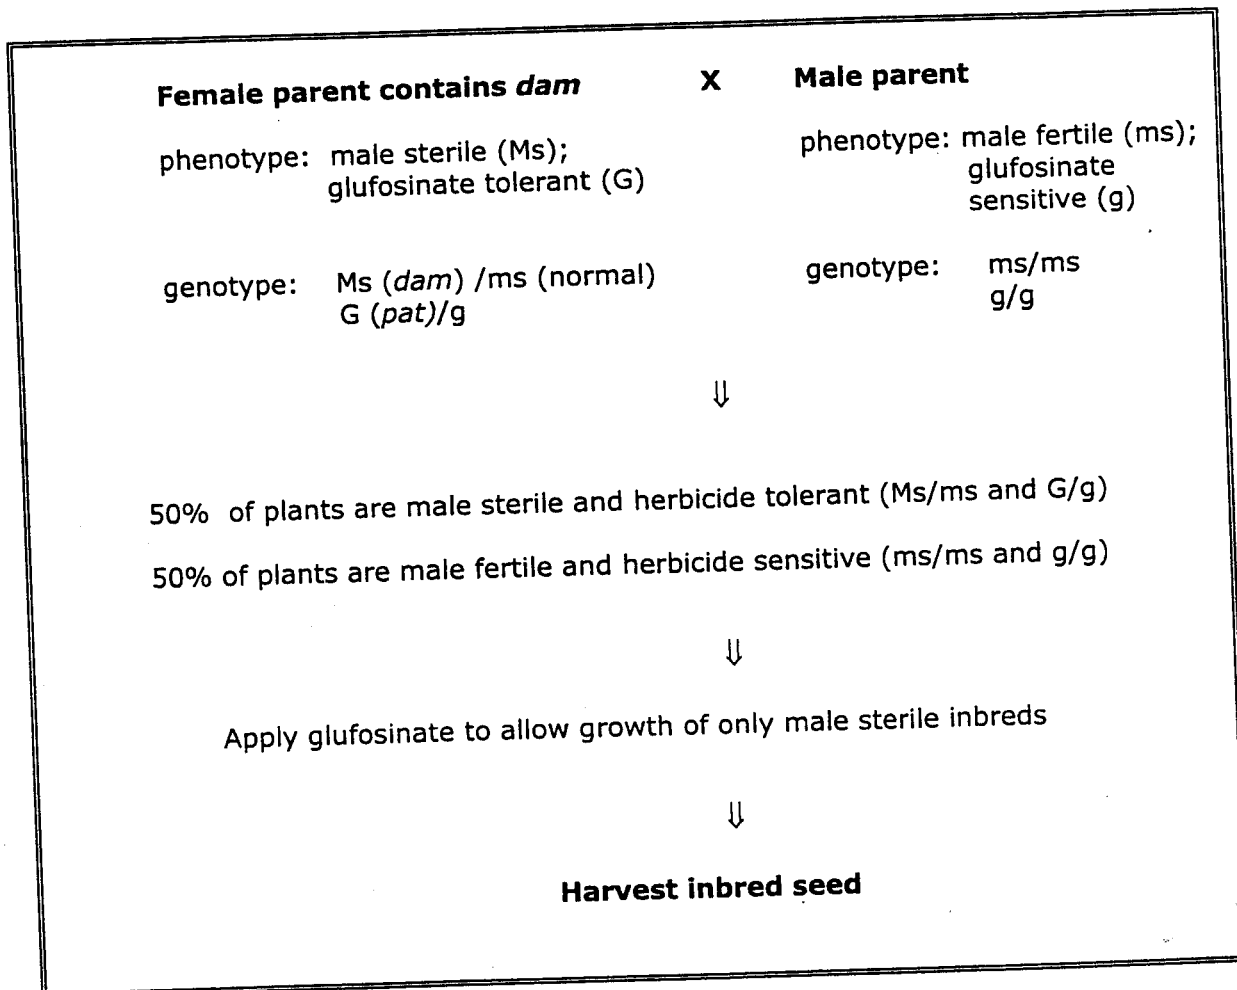 Female parent contains dam X Male parent
phenotype: male sterile (Ms);
glufosinate tolerant (G)
phenotype: male fertile (ms);
glufosinate
sensitive (g)
genotype: Ms (dam) /ms (normal)
G (pat)/g
genotype: ms/ms
g/g
⇓
50% of plants are male sterile and herbicide tolerant (Ms/ms and G/g)
50% of plants are male fertile and herbicide sensitive (ms/ms and g/g)
⇓
Apply glufosinate to allow growth of only male sterile inbreds
⇓
Harvest inbred seed